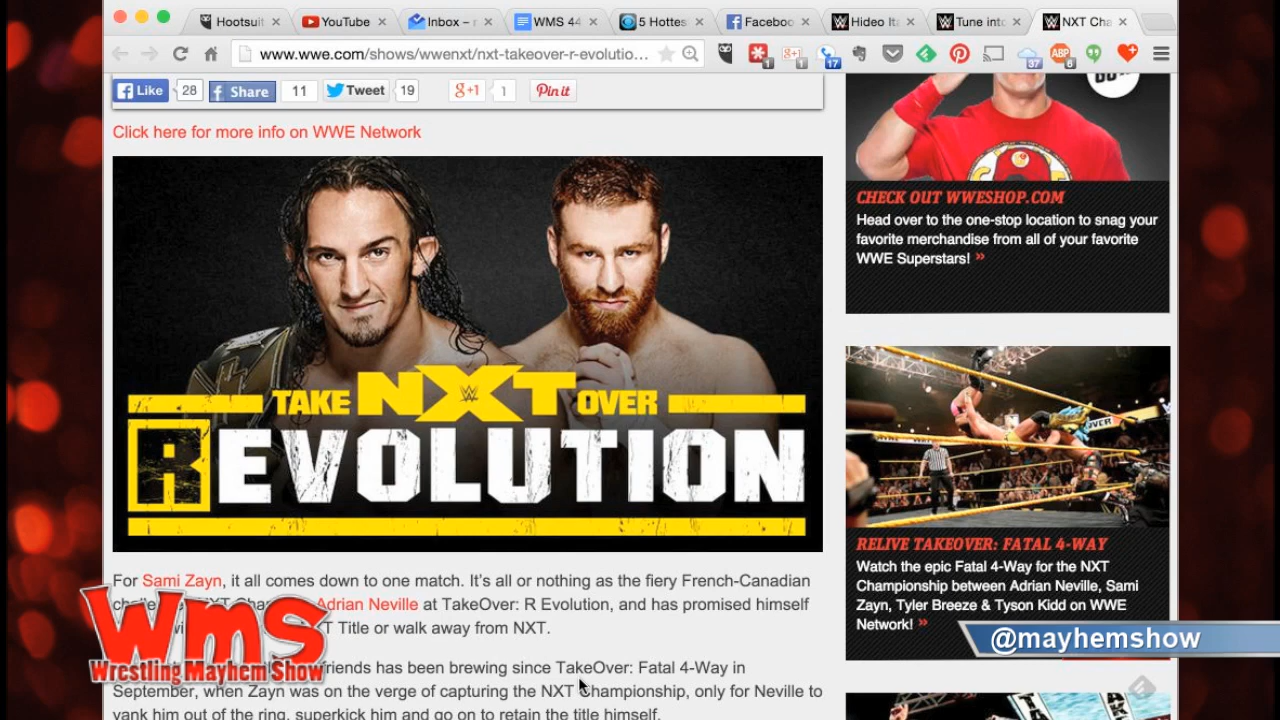 Hootsuit
YouTube
Inbox –
WMS 44
5 Hottes
Faceboo
Hideo Ita
Tune into
NXT Cha
www.wwe.com/shows/wwenxt/nxt-takeover-r-evolutio...
1
g+1
1
17
37
ABP
6
Like
28
Share
11
Tweet
19
g+1
1
Pin it
Click here for more info on WWE Network
TAKE NXT OVER
REVOLUTION
For Sami Zayn, it all comes down to one match. It's all or nothing as the fiery French-Canadian
Adrian Neville at TakeOver: R Evolution, and has promised himself
Title or walk away from NXT.
friends has been brewing since TakeOver: Fatal 4-Way in
September, when Zayn was on the verge of capturing the NXT Championship, only for Neville to
yank him out of the ring, superkick him and go on to retain the title himself.
WMS
Wrestling Mayhem Show
CHECK OUT WWESHOP.COM
Head over to the one-stop location to snag your
favorite merchandise from all of your favorite
WWE Superstars! »
OVER
RELIVE TAKEOVER: FATAL 4-WAY
Watch the epic Fatal 4-Way for the NXT
Championship between Adrian Neville, Sami
Zayn, Tyler Breeze & Tyson Kidd on WWE
Network! »
@mayhemshow